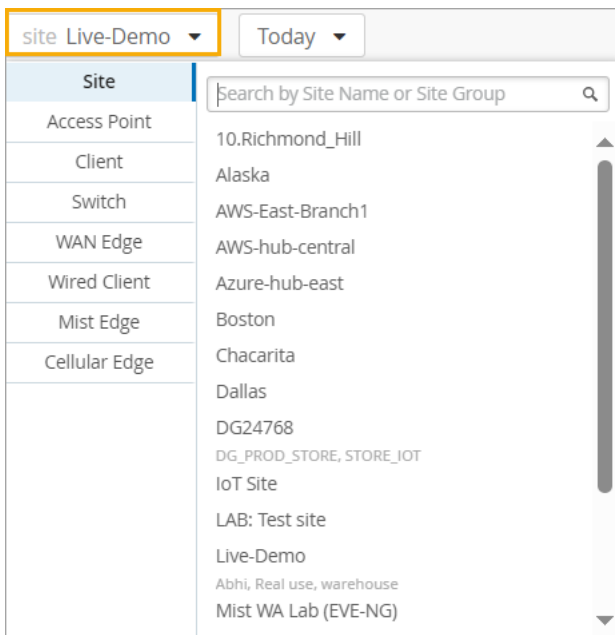 site Live-Demo
Today
Site
Access Point
Client
Switch
WAN Edge
Wired Client
Mist Edge
Cellular Edge
Search by Site Name or Site Group
10.Richmond_Hill
Alaska
AWS-East-Branch1
AWS-hub-central
Azure-hub-east
Boston
Chacarita
Dallas
DG24768
DG_PROD_STORE, STORE_IOT
IoT Site
LAB: Test site
Live-Demo
Abhi, Real use, warehouse
Mist WA Lab (EVE-NG)